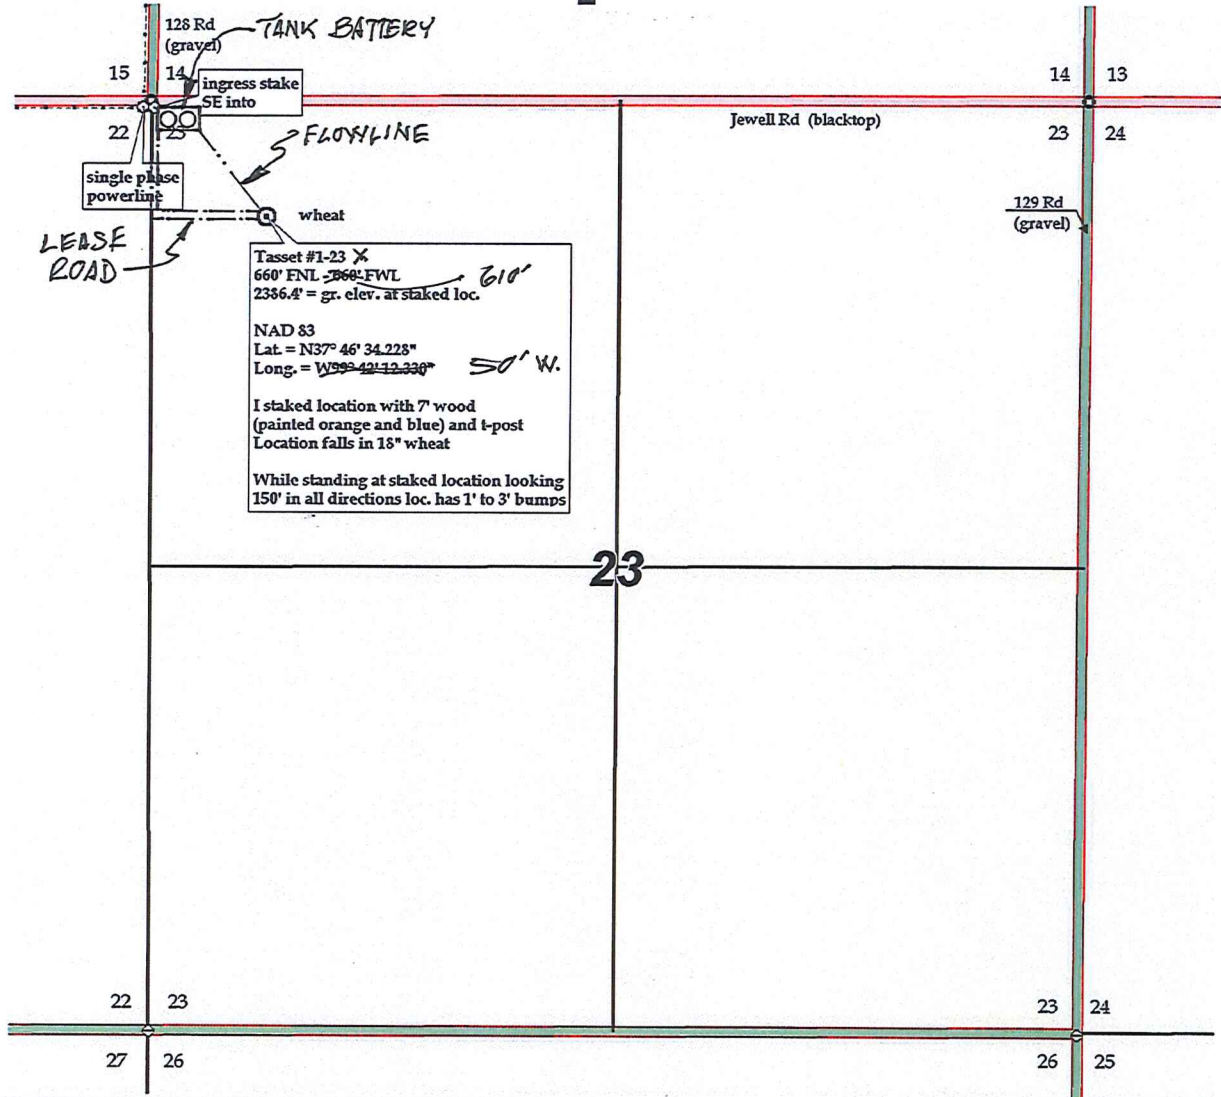 128 Rd
(gravel)
TANK BATTERY
15 14
ingress stake
SE into
14 13
22 23
Jewell Rd (blacktop)
23 24
FLOWLINE
single phase
powerline
wheat
129 Rd
(gravel)
LEASE
ROAD
Tasset #1-23 X
660' FNL - 660' FWL 610'
2386.4' = gr. elev. at staked loc.
NAD 83
Lat. = N37° 46' 34.228"
Long. = W99° 42' 12.330" 50' W.
I staked location with 7' wood
(painted orange and blue) and t-post
Location falls in 18" wheat
While standing at staked location looking
150' in all directions loc. has 1' to 3' bumps
23
22 23
23 24
27 26
26 25